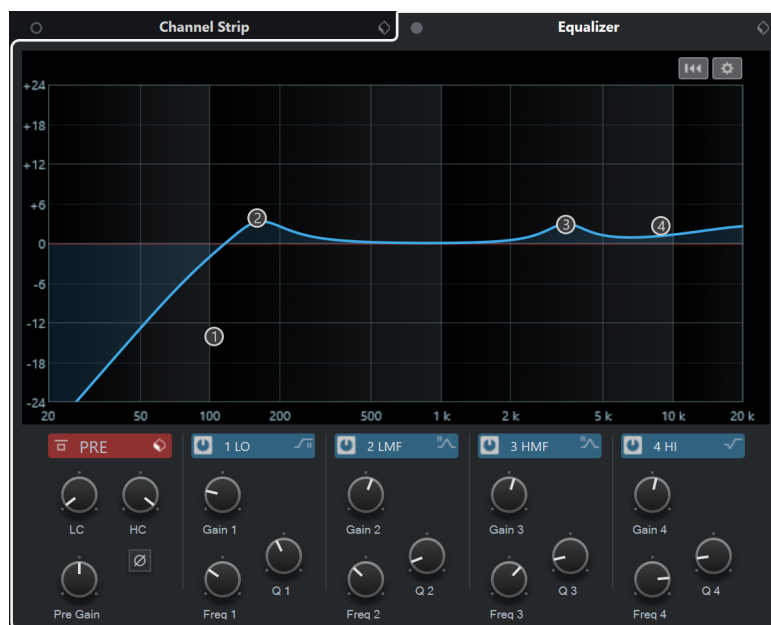 Channel Strip
Equalizer
+24
+18
+12
+6
0
-6
-12
-18
-24
1
2
3
4
20 50 100 200 500 1 k 2 k 5 k 10 k 20 k
PRE 1 LO 2 LMF 3 HMF 4 HI
LC HC Gain 1 Gain 2 Gain 3 Gain 4
Ø
Q 1 Q 2 Q 3 Q 4
Pre Gain Freq 1 Freq 2 Freq 3 Freq 4